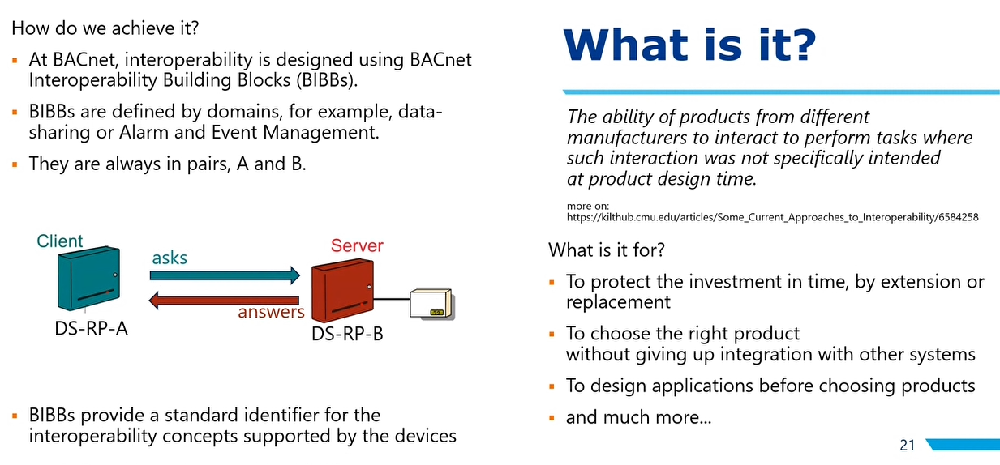 How do we achieve it?
▪ At BACnet, interoperability is designed using BACnet
Interoperability Building Blocks (BIBBs).
▪ BIBBs are defined by domains, for example, data-
sharing or Alarm and Event Management.
▪ They are always in pairs, A and B.
Client
asks
Server
answers
DS-RP-A
DS-RP-B
▪ BIBBs provide a standard identifier for the
interoperability concepts supported by the devices
What is it?
The ability of products from different
manufacturers to interact to perform tasks where
such interaction was not specifically intended
at product design time.
more on:
https://kilthub.cmu.edu/articles/Some_Current_Approaches_to_Interoperability/6584258
What is it for?
▪ To protect the investment in time, by extension or
replacement
▪ To choose the right product
without giving up integration with other systems
▪ To design applications before choosing products
▪ and much more...
21